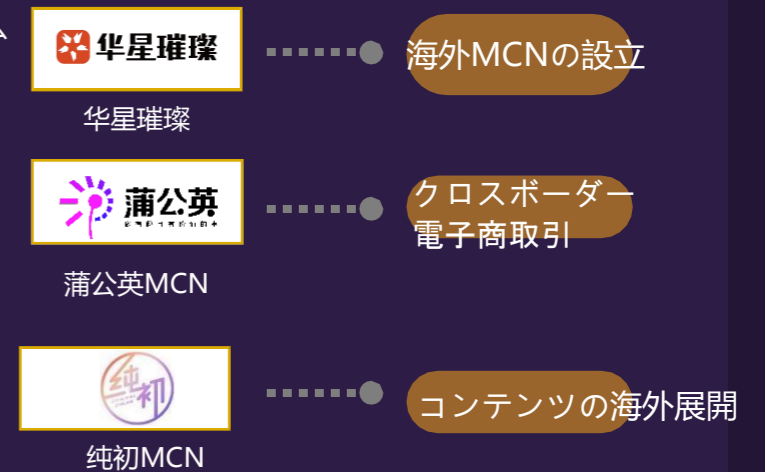 华星璀璨
海外MCNの設立
华星璀璨
蒲公英
クロスボーダー
電子商取引
蒲公英MCN
纯初
コンテンツの海外展開
纯初MCN